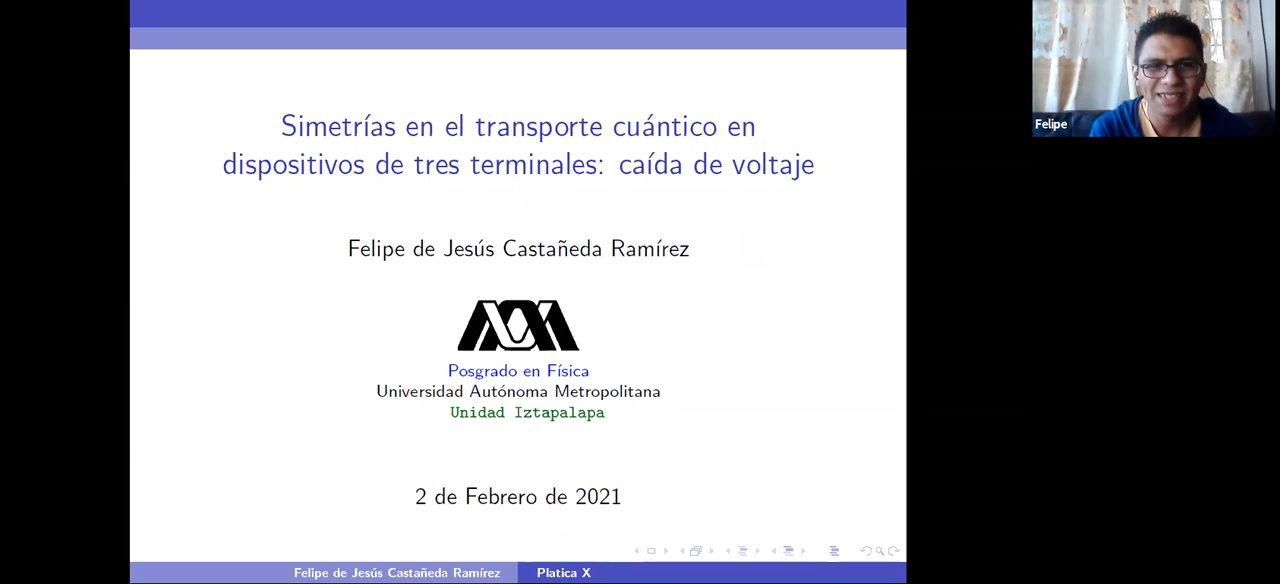 Simetrías en el transporte cuántico en
dispositivos de tres terminales: caída de voltaje
Felipe de Jesús Castañeda Ramírez
Posgrado en Física
Universidad Autónoma Metropolitana
Unidad Iztapalapa
2 de Febrero de 2021
Felipe de Jesús Castañeda Ramírez
Platica X
Felipe